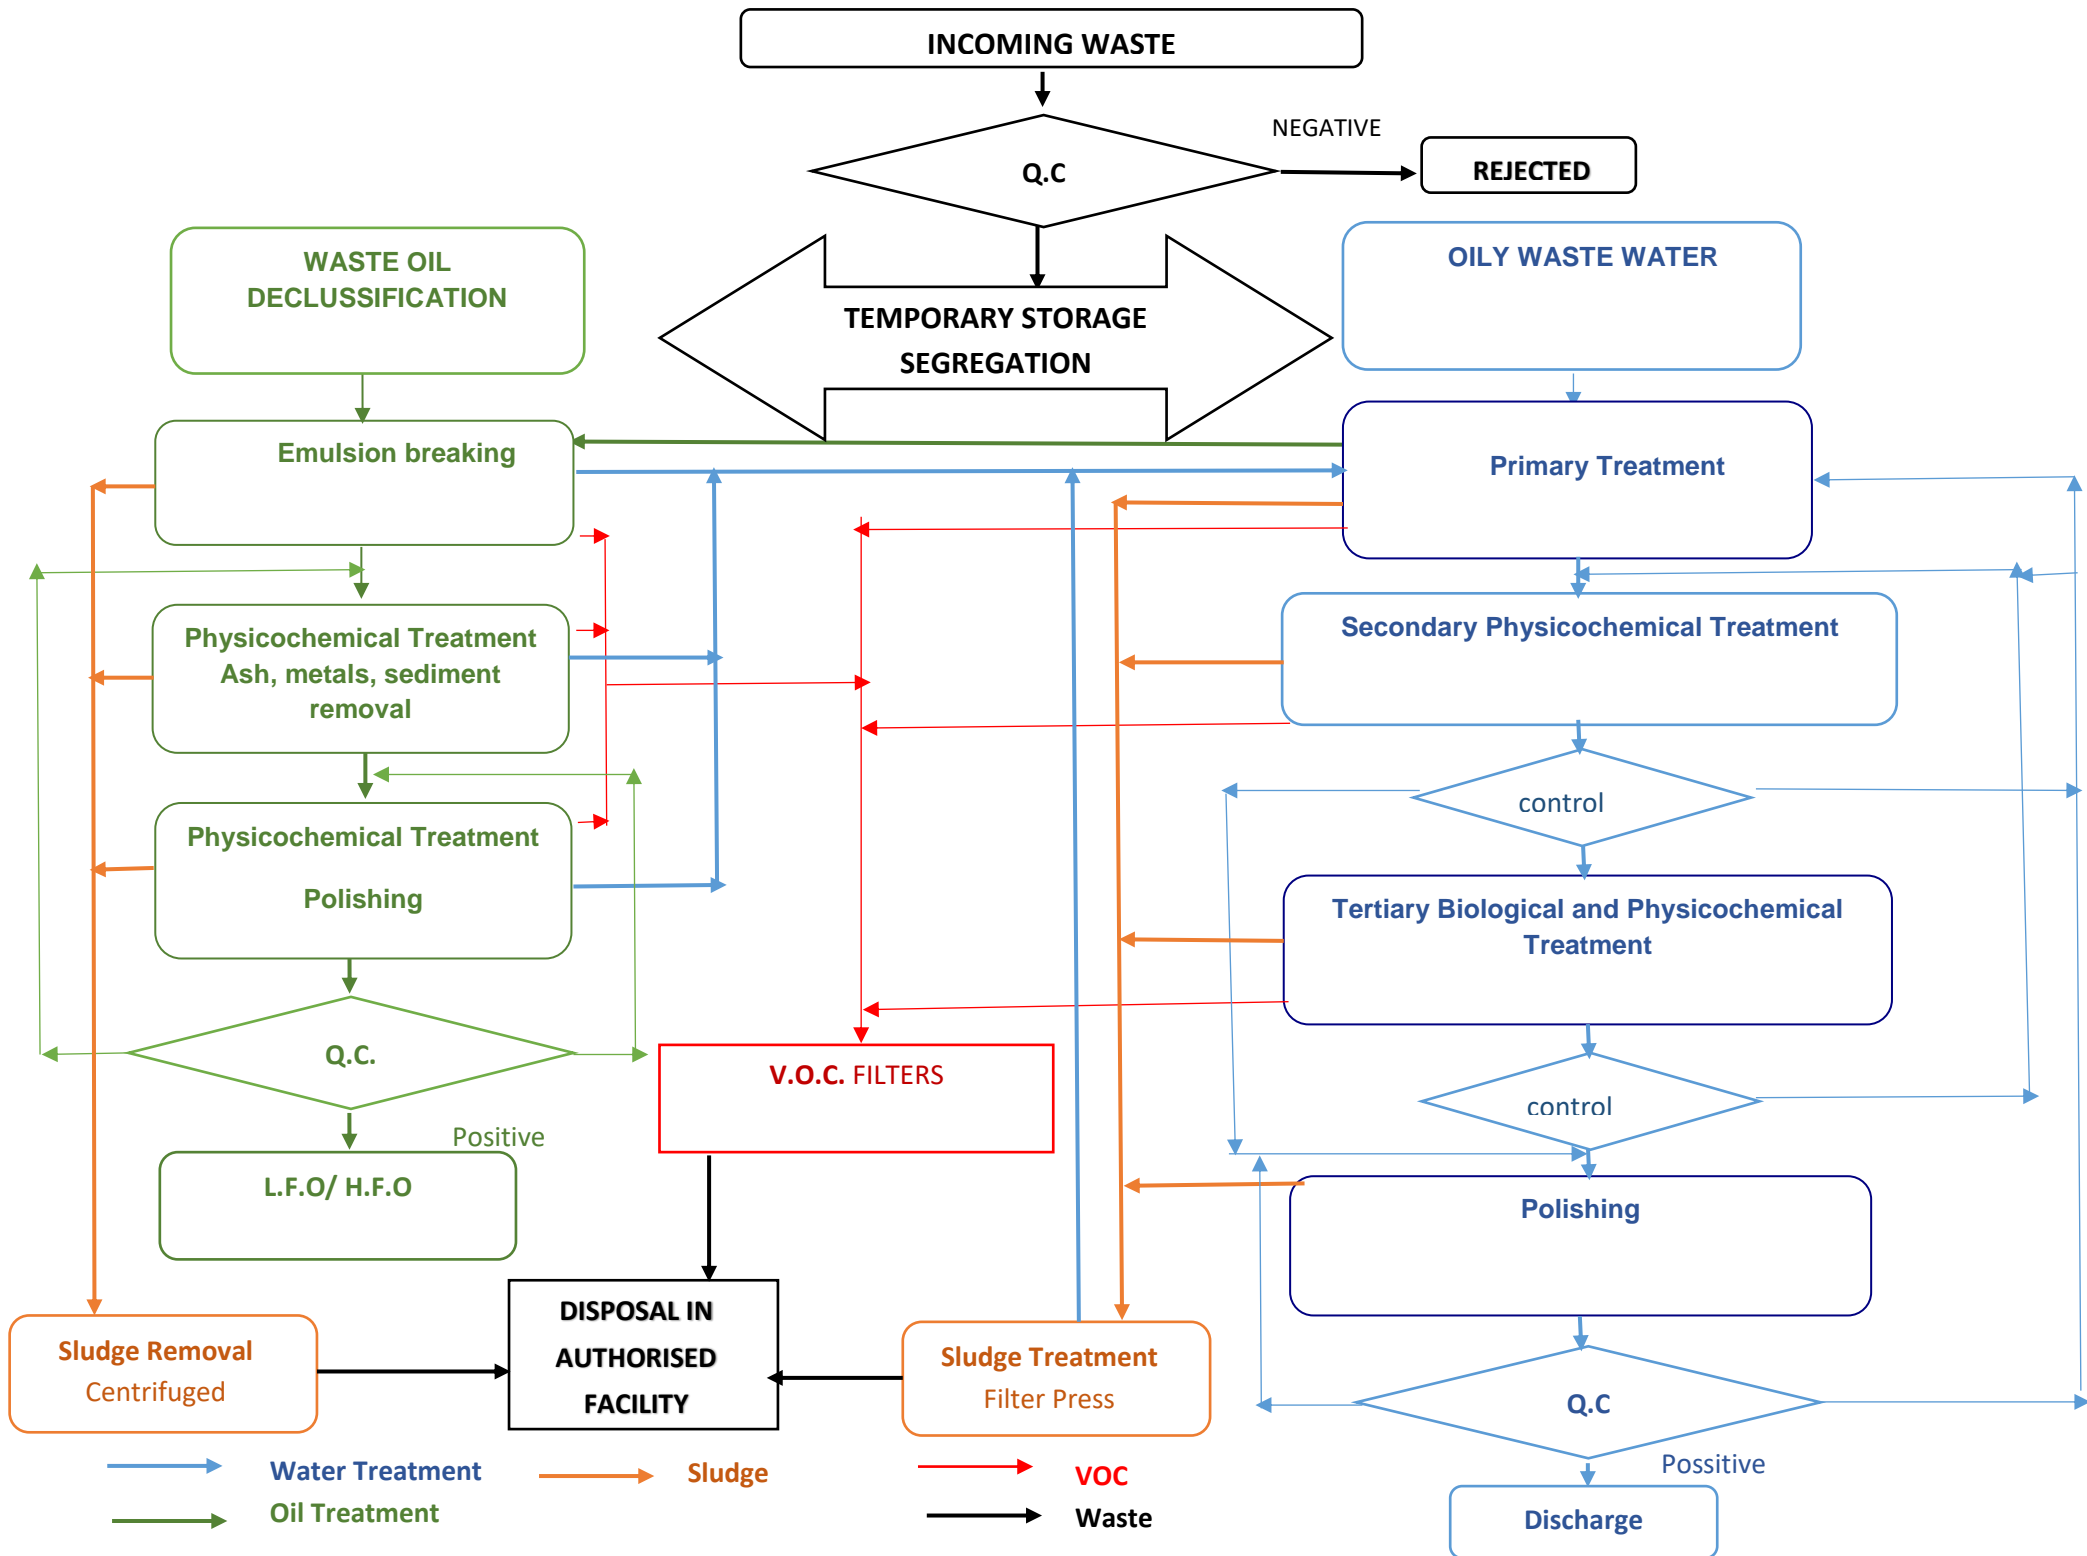 INCOMING WASTE
NEGATIVE
Q.C
REJECTED
WASTE OIL
DECLUSSIFICATION
OILY WASTE WATER
TEMPORARY STORAGE
SEGREGATION
Emulsion breaking
Primary Treatment
Physicochemical Treatment
Ash, metals, sediment
removal
Secondary Physicochemical Treatment
control
Physicochemical Treatment
Polishing
Tertiary Biological and Physicochemical
Treatment
Q.C.
V.O.C. FILTERS
control
Positive
L.F.O/ H.F.O
Polishing
DISPOSAL IN
AUTHORISED
FACILITY
Sludge Removal
Centrifuged
Sludge Treatment
Filter Press
Q.C
Possitive
Discharge
Water Treatment
Sludge
VOC
Oil Treatment
Waste